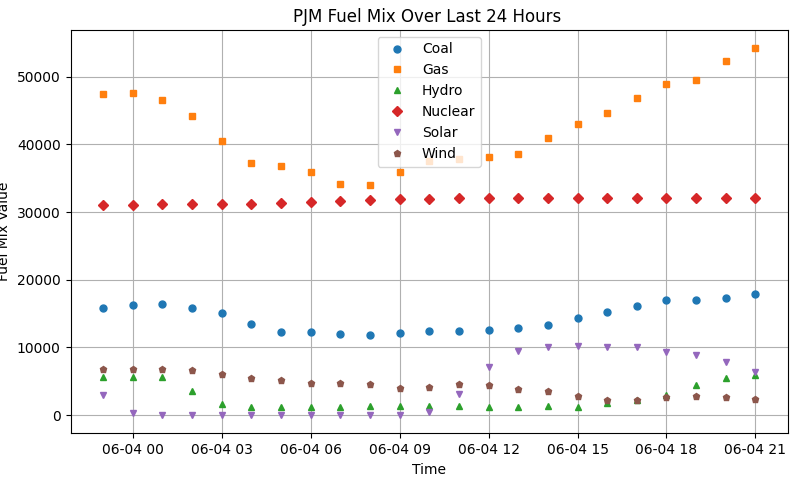 PJM Fuel Mix Over Last 24 Hours
Coal
Gas
Hydro
Nuclear
Solar
Wind
50000
40000
30000
20000
10000
0
Fuel Mix Value
06-04 00 06-04 03 06-04 06 06-04 09 06-04 12 06-04 15 06-04 18 06-04 21
Time